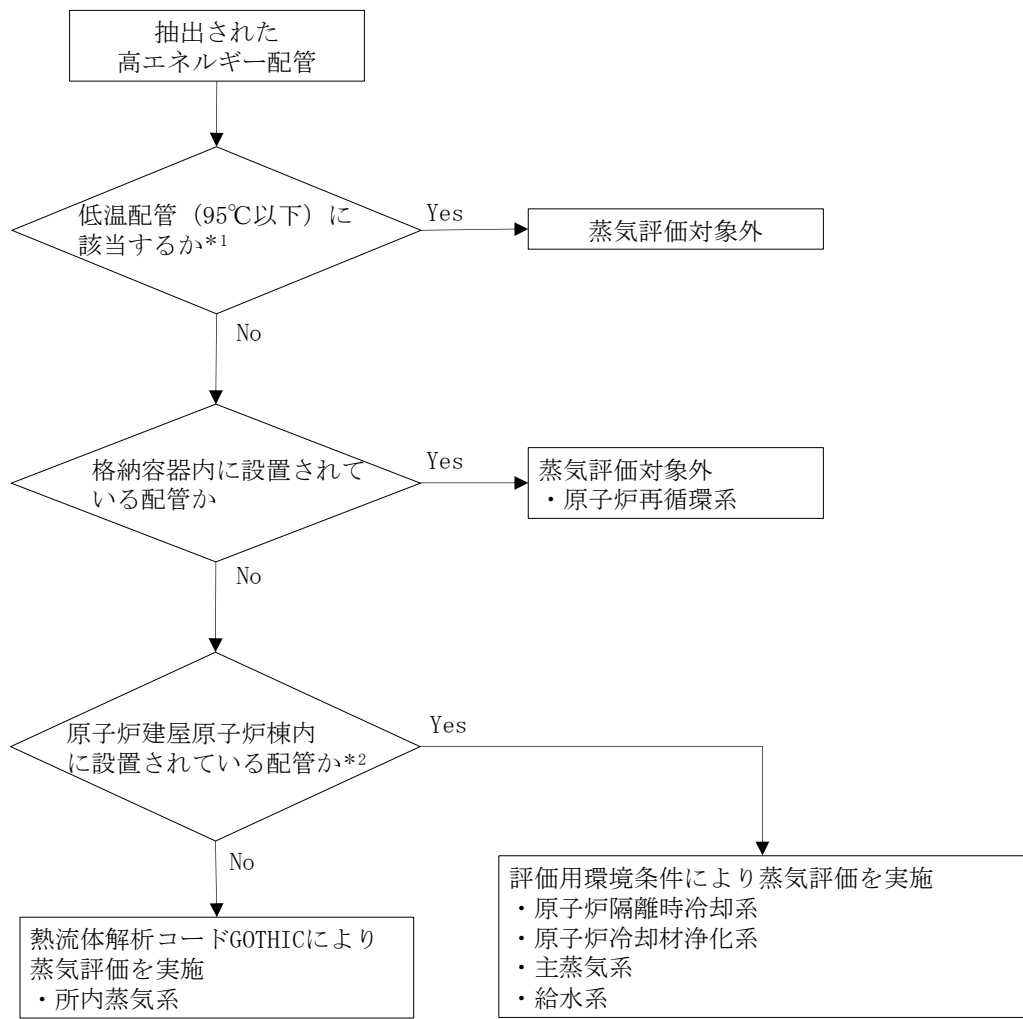 抽出された
高エネルギー配管
低温配管（95℃以下）に
該当するか*1
Yes
蒸気評価対象外
No
格納容器内に設置されて
いる配管か
Yes
蒸気評価対象外
・原子炉再循環系
No
原子炉建屋原子炉棟内
に設置されている配管か*2
Yes
No
熱流体解析コードGOTHICにより
蒸気評価を実施
・所内蒸気系
評価用環境条件により蒸気評価を実施
・原子炉隔離時冷却系
・原子炉冷却材浄化系
・主蒸気系
・給水系